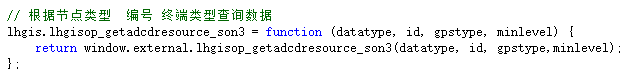 // 根据节点类型  编号 终端类型查询数据
lhgis.lhgisop_getadcdresource_son3 = function (datatype, id, gpstype, minlevel) {
    return window.external.lhgisop_getadcdresource_son3(datatype, id, gpstype,minlevel);
};